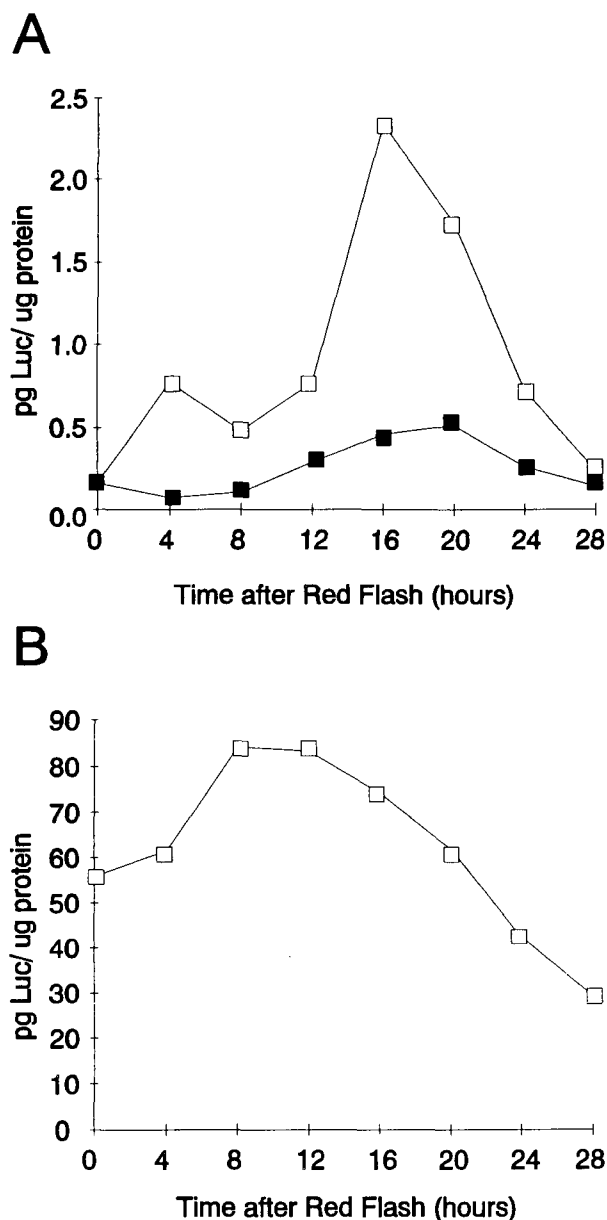 A
pg Luc/ ug protein
2.5
2.0
1.5
1.0
0.5
0.0
0 4 8 12 16 20 24 28
Time after Red Flash (hours)
B
pg Luc/ ug protein
90
80
70
60
50
40
30
20
10
0
0 4 8 12 16 20 24 28
Time after Red Flash (hours)